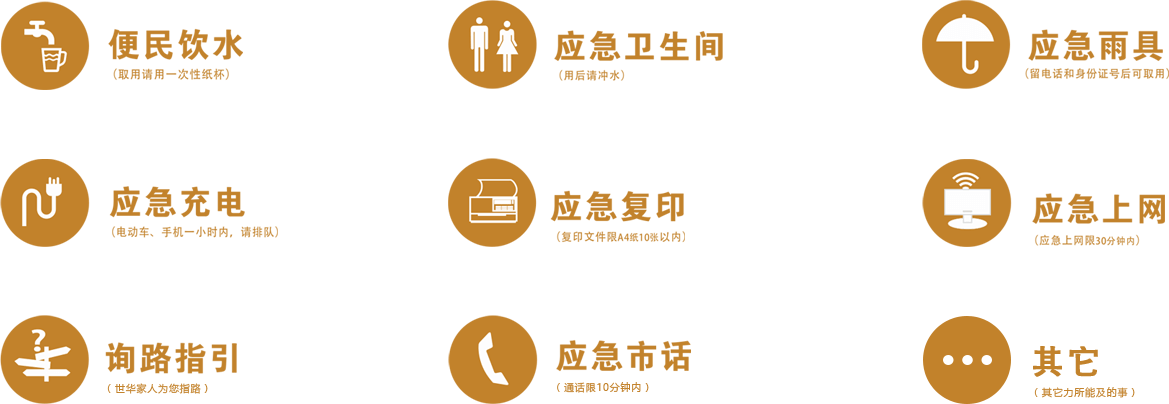 便民饮水
（取用请用一次性纸杯）
应急卫生间
（用后请冲水）
应急雨具
（留电话和身份证号后可取用）
应急充电
（电动车、手机一小时内，请排队）
应急复印
（复印文件限A4纸10张以内）
应急上网
（应急上网限30分钟内）
询路指引
（ 世华家人为您指路 ）
应急市话
（ 通话限10分钟内 ）
其它
（ 其它力所能及的事 ）
?